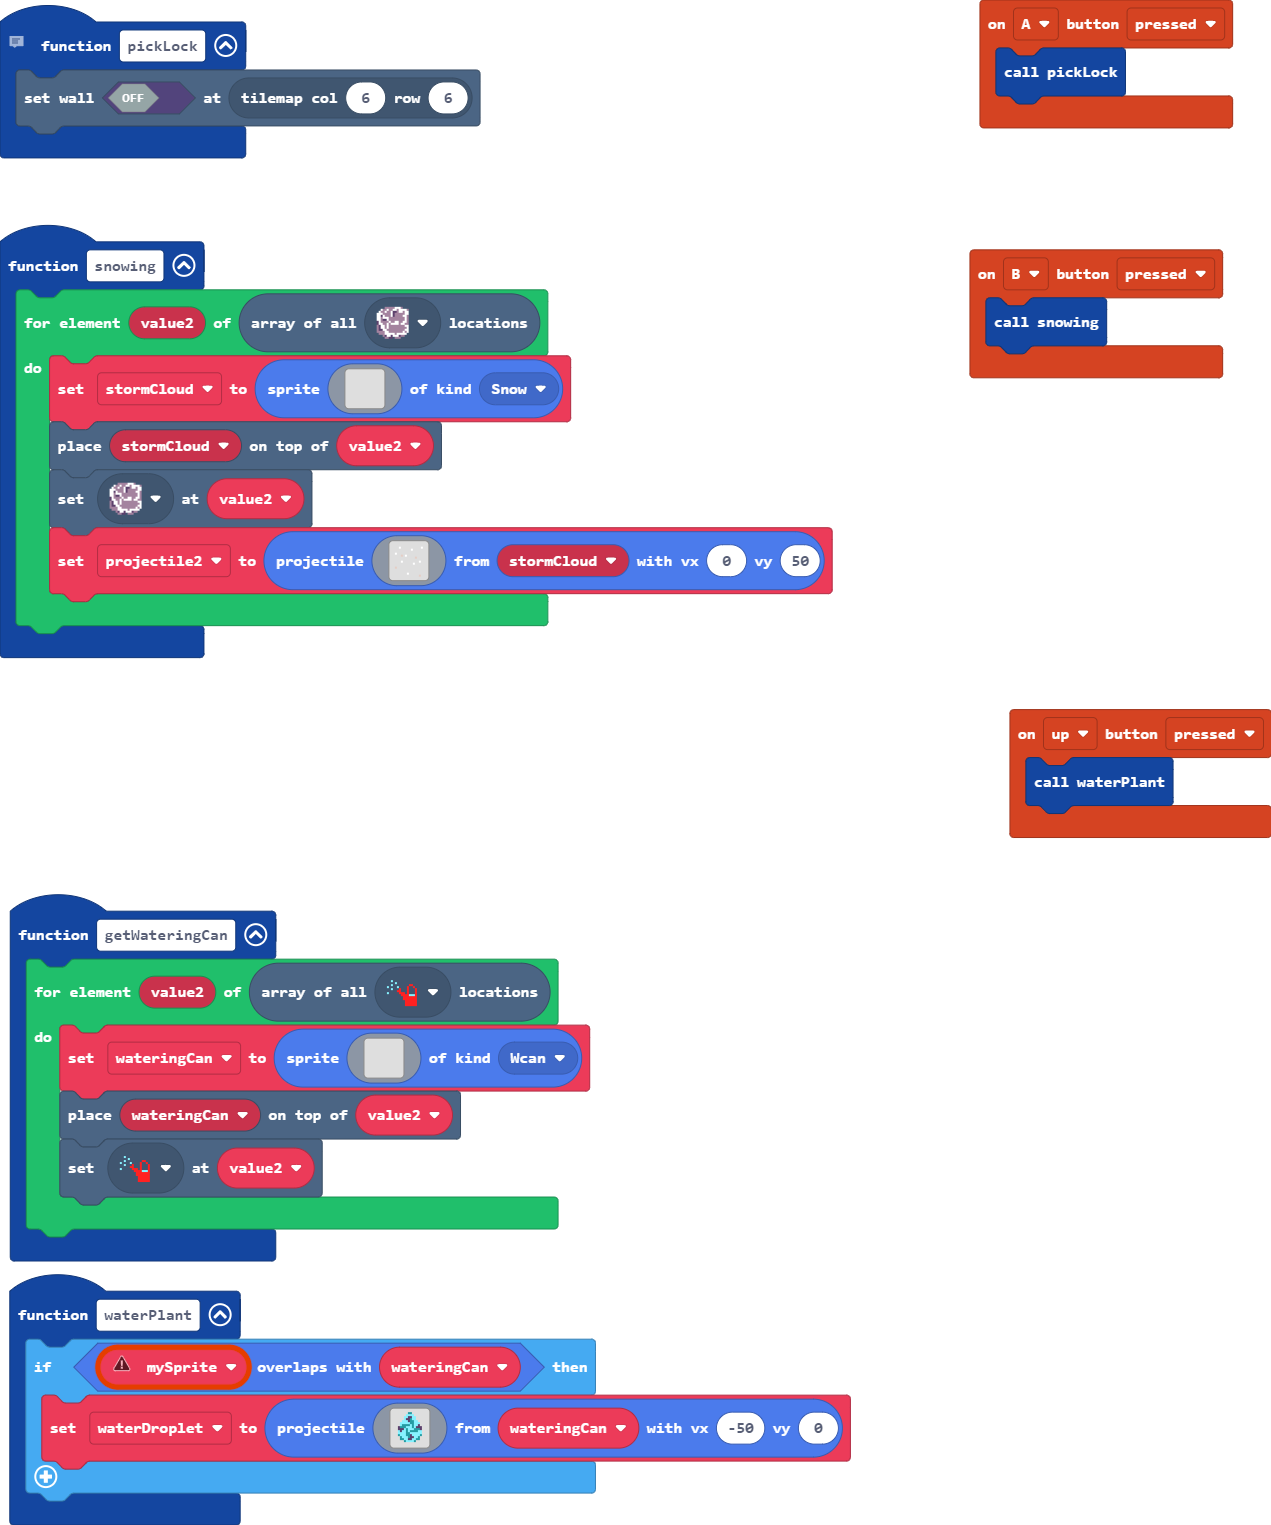 function pickLock
set wall OFF at tilemap col 6 row 6
on A button pressed
call pickLock
function snowing
for element value2 of array of all locations
do
set stormCloud to sprite of kind Snow
place stormCloud on top of value2
set at value2
set projectile2 to projectile from stormCloud with vx 0 vy 50
on B button pressed
call snowing
on up button pressed
call waterPlant
function getWateringCan
for element value2 of array of all locations
do
set wateringCan to sprite of kind Wcan
place wateringCan on top of value2
set at value2
function waterPlant
if mySprite overlaps with wateringCan then
set waterDroplet to projectile from wateringCan with vx -50 vy 0